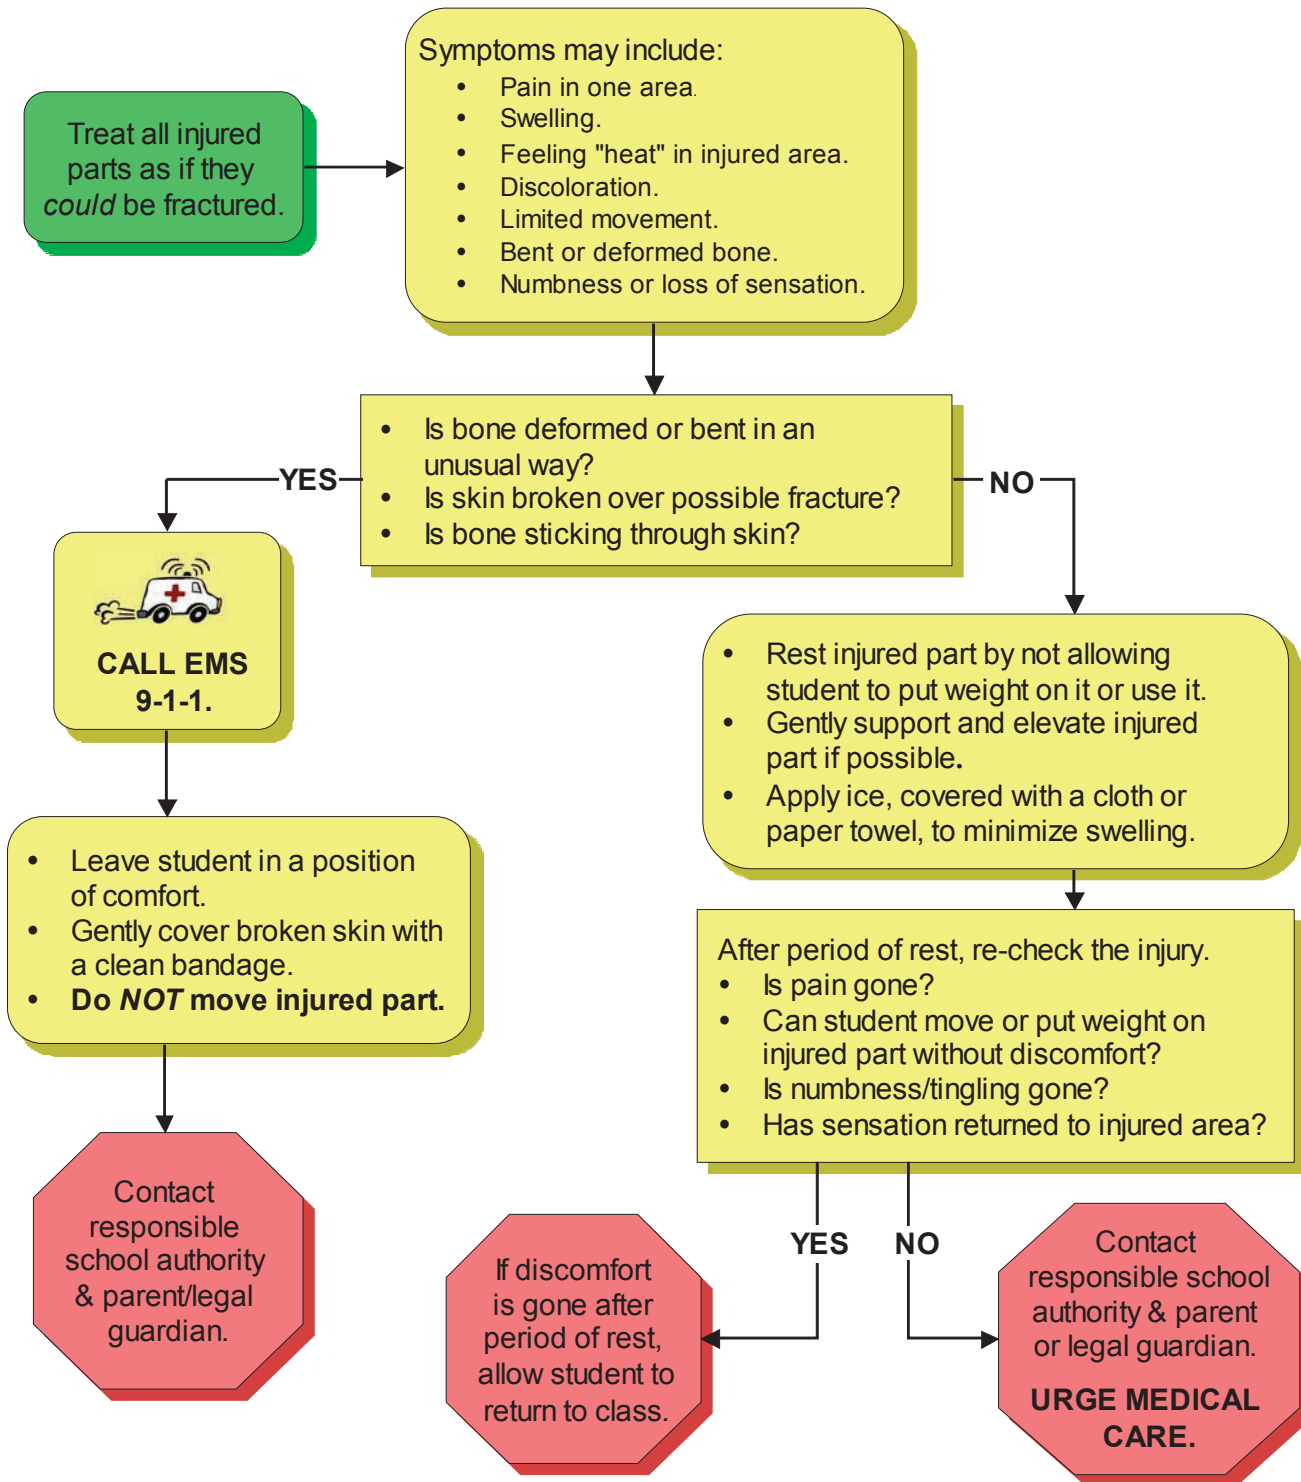 Treat all injured
parts as if they
could be fractured.
Symptoms may include:
• Pain in one area.
• Swelling.
• Feeling "heat" in injured area.
• Discoloration.
• Limited movement.
• Bent or deformed bone.
• Numbness or loss of sensation.
• Is bone deformed or bent in an
unusual way?
• Is skin broken over possible fracture?
• Is bone sticking through skin?
YES
NO
CALL EMS
9-1-1.
• Leave student in a position
of comfort.
• Gently cover broken skin with
a clean bandage.
• Do NOT move injured part.
Contact
responsible
school authority
& parent/legal
guardian.
• Rest injured part by not allowing
student to put weight on it or use it.
• Gently support and elevate injured
part if possible.
• Apply ice, covered with a cloth or
paper towel, to minimize swelling.
After period of rest, re-check the injury.
• Is pain gone?
• Can student move or put weight on
injured part without discomfort?
• Is numbness/tingling gone?
• Has sensation returned to injured area?
YES
NO
If discomfort
is gone after
period of rest,
allow student to
return to class.
Contact
responsible school
authority & parent
or legal guardian.
URGE MEDICAL
CARE.